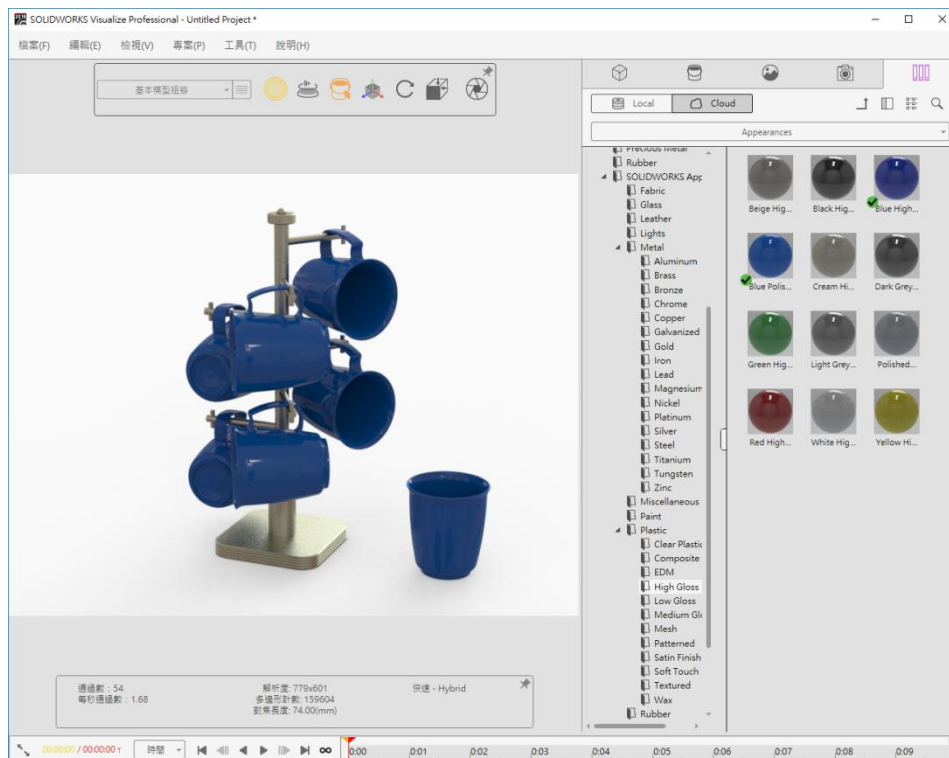 SOLIDWORKS Visualize Professional - Untitled Project *
檔案(F) 編輯(E) 檢視(V) 專案(P) 工具(T) 說明(H)
基本模型組態
Local Cloud
Appearances
Precious Metal
Rubber
SOLIDWORKS App
Fabric
Glass
Leather
Lights
Metal
Aluminum
Brass
Bronze
Chrome
Copper
Galvanized
Gold
Iron
Lead
Magnesium
Nickel
Platinum
Silver
Steel
Titanium
Tungsten
Zinc
Miscellaneous
Paint
Plastic
Clear Plastic
Composite
EDM
High Gloss
Low Gloss
Medium Glo
Mesh
Patterned
Satin Finish
Soft Touch
Textured
Wax
Rubber
Beige Hig... Black Hig... Blue High...
Blue Polis... Cream Hi... Dark Grey...
Green Hig... Light Grey... Polished...
Red High... White Hig... Yellow Hi...
通過數 : 54
每秒通過數 : 1.68
解析度: 779x601
多邊形計數: 159604
對焦長度: 74.00(mm)
快速 - Hybrid
00:00:00 / 00:00:00 時間 0:00 0:01 0:02 0:03 0:04 0:05 0:06 0:07 0:08 0:09